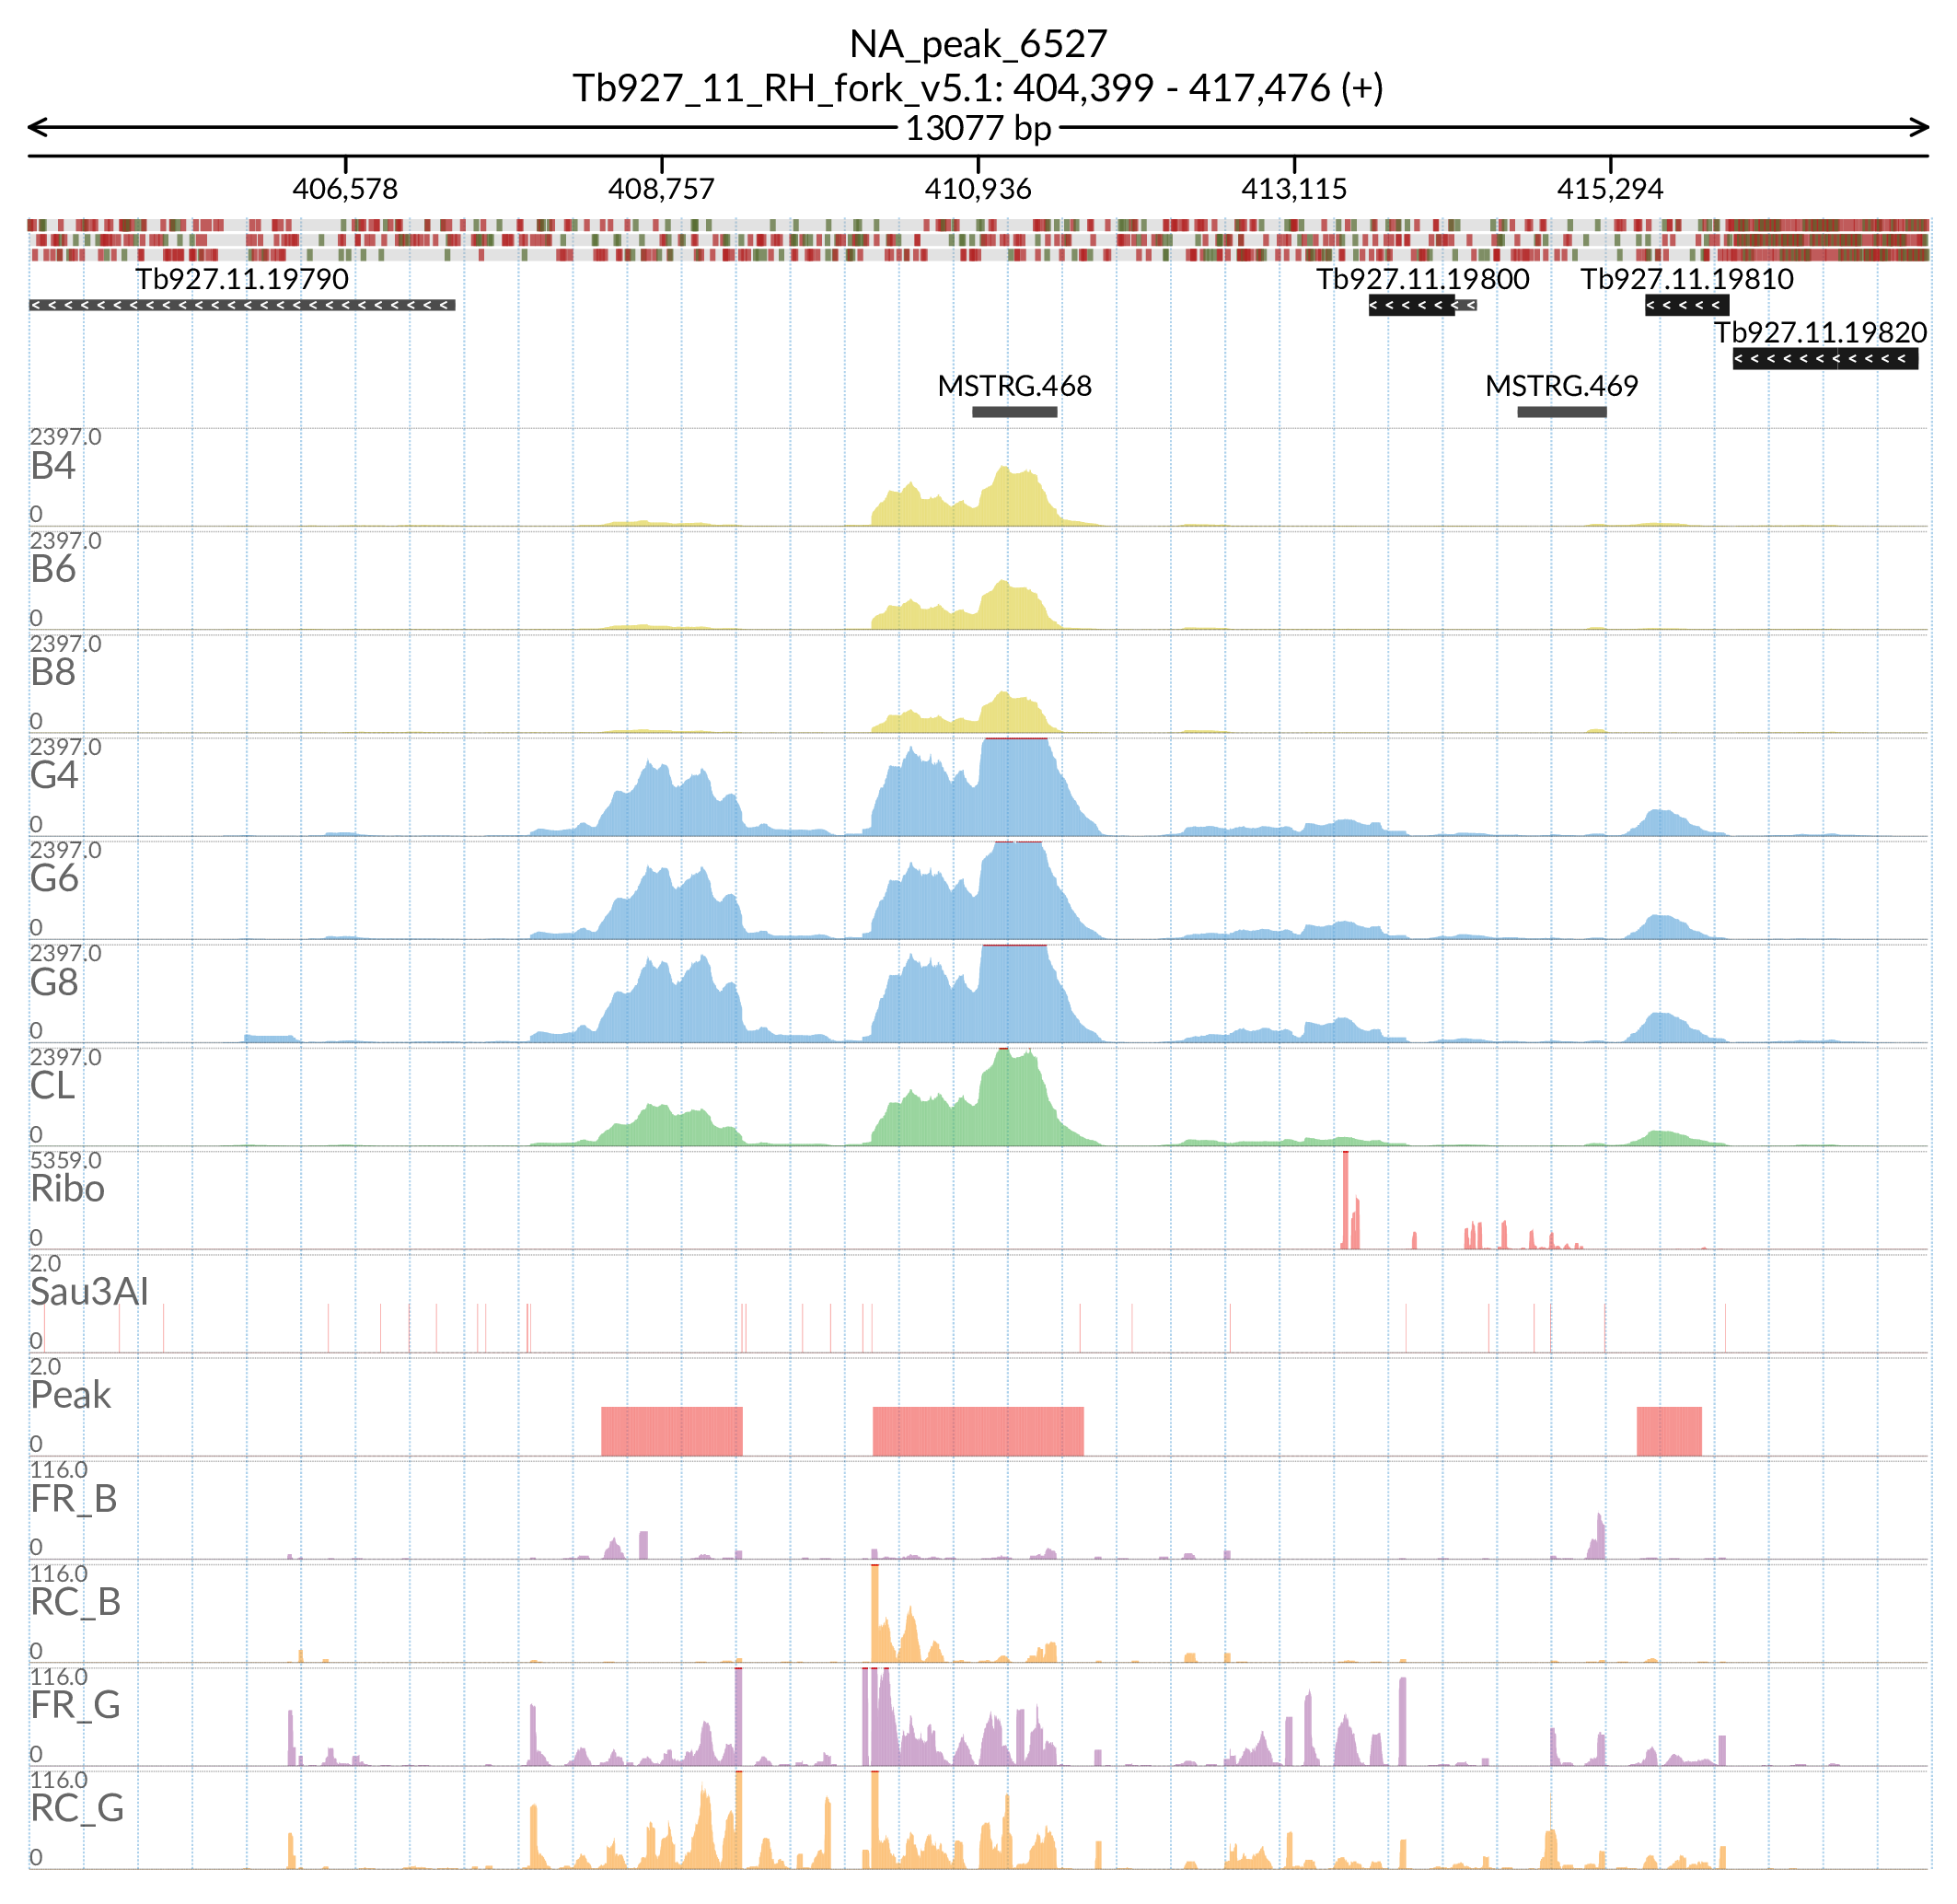 NA_peak_6527
Tb927_11_RH_fork_v5.1: 404,399 - 417,476 (+)
13077 bp
406,578 408,757 410,936 413,115 415,294
Tb927.11.19790 Tb927.11.19800 Tb927.11.19810
Tb927.11.19820
MSTRG.468 MSTRG.469
2397.0
B4
0
2397.0
B6
0
2397.0
B8
0
2397.0
G4
0
2397.0
G6
0
2397.0
G8
0
2397.0
CL
0
5359.0
Ribo
0
2.0
Sau3AI
0
2.0
Peak
0
116.0
FR_B
0
116.0
RC_B
0
116.0
FR_G
0
116.0
RC_G
0